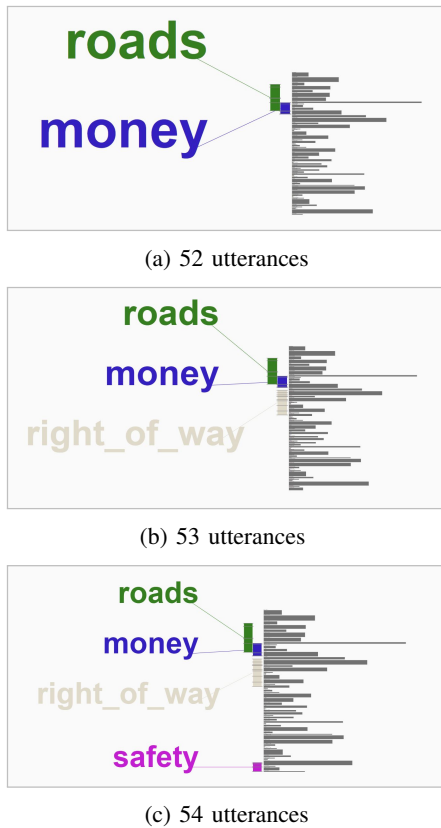 roads
money
(a) 52 utterances
roads
money
right_of_way
(b) 53 utterances
roads
money
right_of_way
safety
(c) 54 utterances